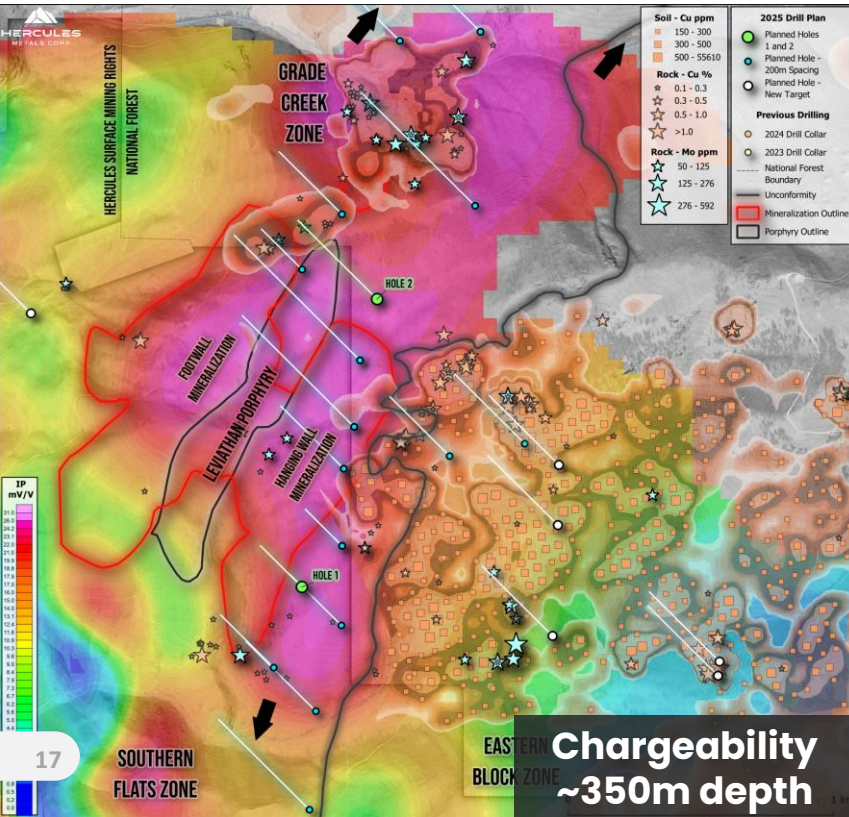 HERCULES
METALS CORP
HERCULES SURFACE MINING RIGHTS
NATIONAL FOREST
GRADE
CREEK
ZONE
Soil - Cu ppm
150 - 300
300 - 500
500 - 55610
Rock - Cu %
0.1 - 0.3
0.3 - 0.5
0.5 - 1.0
>1.0
Rock - Mo ppm
50 - 125
125 - 276
276 - 592
2025 Drill Plan
Planned Holes
1 and 2
Planned Hole -
200m Spacing
Planned Hole -
New Target
Previous Drilling
2024 Drill Collar
2023 Drill Collar
National Forest
Boundary
Unconformity
Mineralization Outline
Porphyry Outline
HOLE 2
FOOTWALL
MINERALIZATION
LEVIATHAN PORPHYRY
HANGING WALL
MINERALIZATION
HOLE 1
IP
mV/V
17
SOUTHERN
FLATS ZONE
EASTERN
BLOCK ZONE
Chargeability
~350m depth